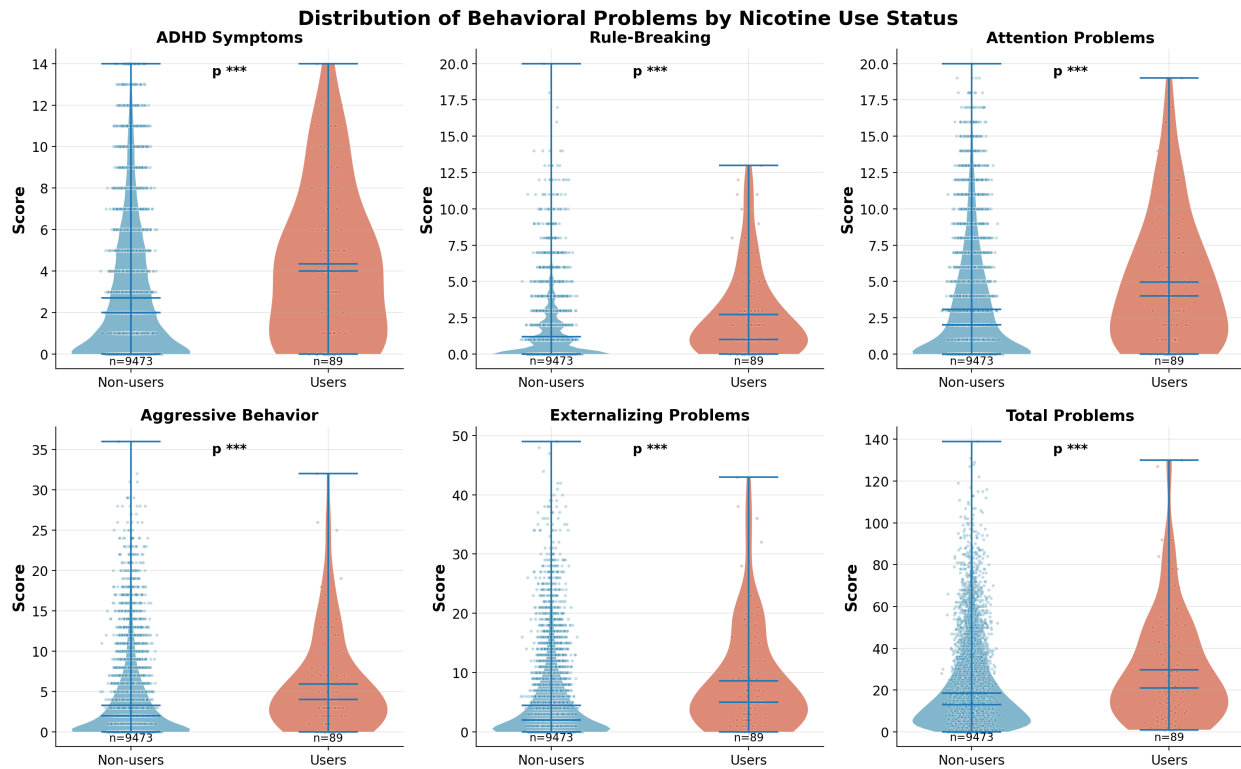 Distribution of Behavioral Problems by Nicotine Use Status
ADHD Symptoms
Rule-Breaking
Attention Problems
p ***
p ***
p ***
Score
14
12
10
8
6
4
2
0
n=9473
n=89
Non-users
Users
Score
20.0
17.5
15.0
12.5
10.0
7.5
5.0
2.5
0.0
n=9473
n=89
Non-users
Users
Score
20.0
17.5
15.0
12.5
10.0
7.5
5.0
2.5
0.0
n=9473
n=89
Non-users
Users
Aggressive Behavior
Externalizing Problems
Total Problems
p ***
p ***
p ***
Score
35
30
25
20
15
10
5
0
n=9473
n=89
Non-users
Users
Score
50
40
30
20
10
0
n=9473
n=89
Non-users
Users
Score
140
120
100
80
60
40
20
0
n=9473
n=89
Non-users
Users